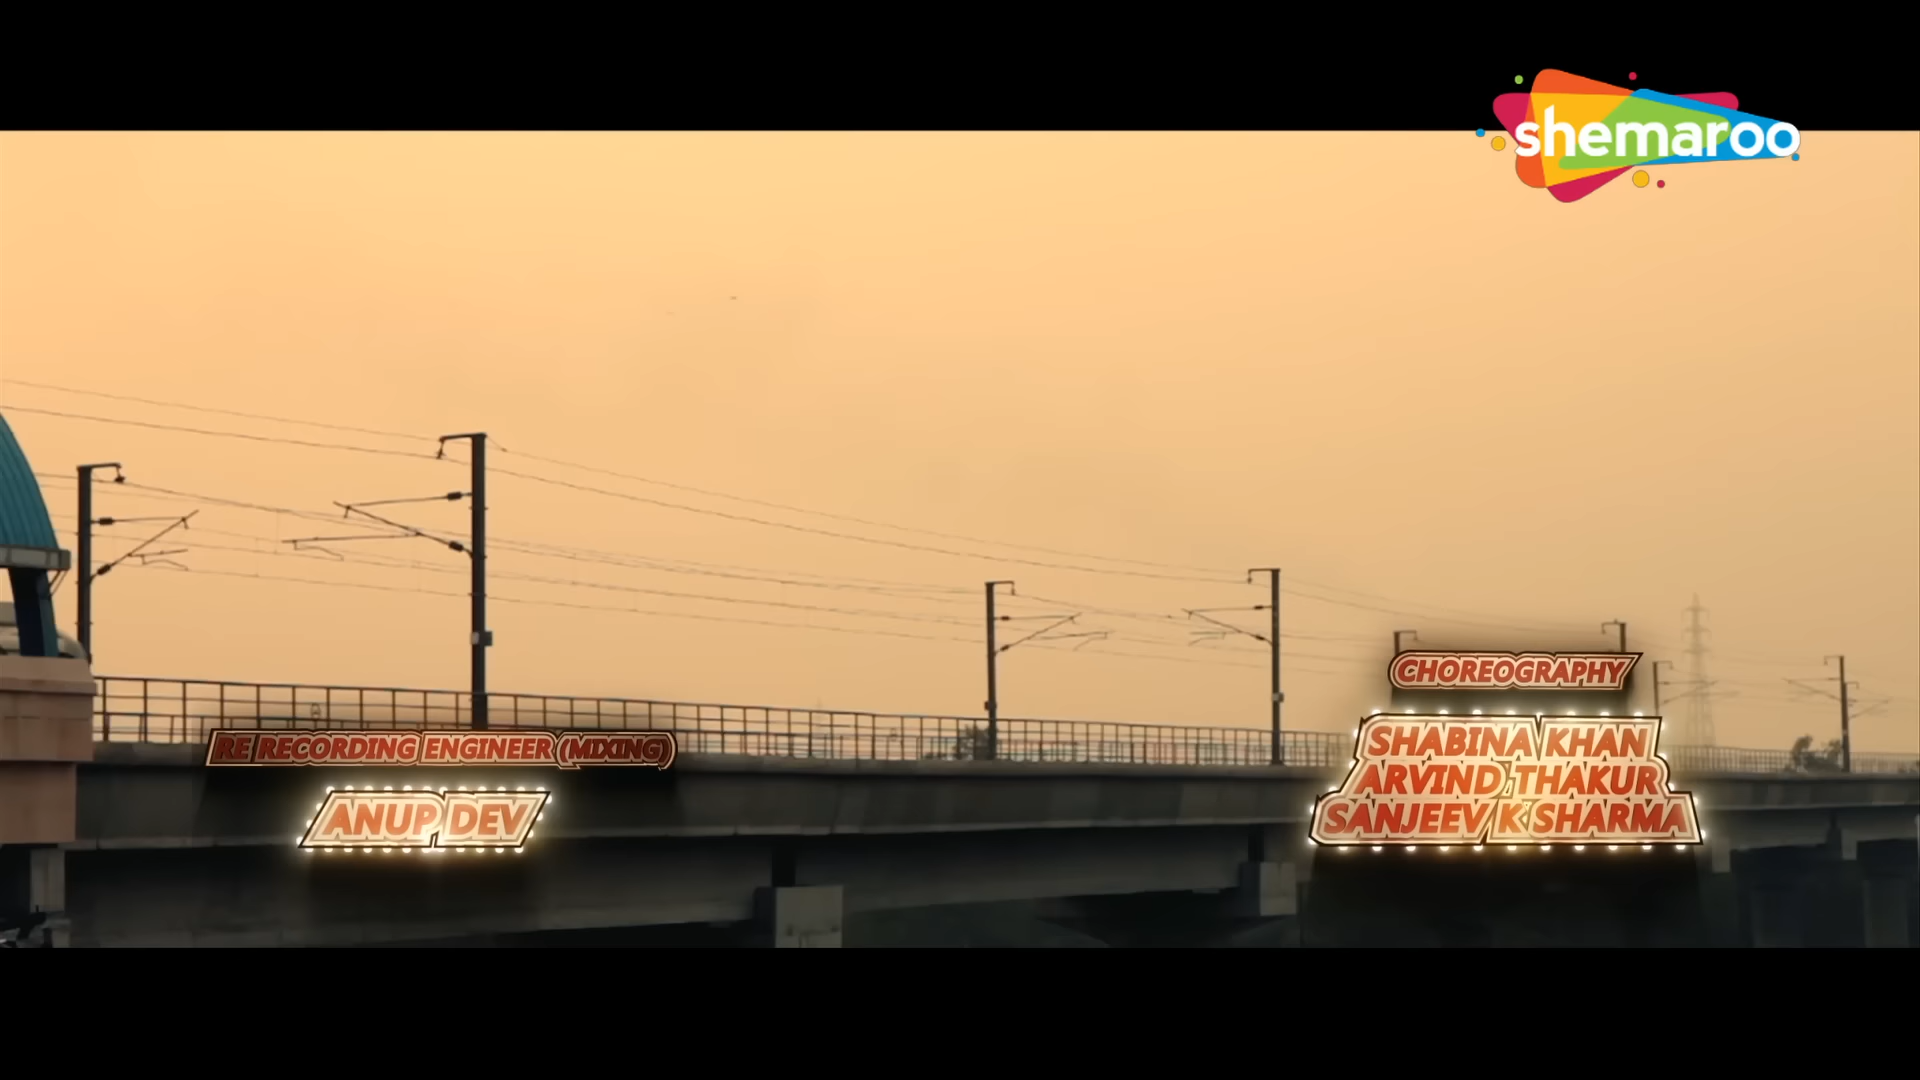 shemaroo
RE RECORDING ENGINEER (MIXING)
ANUP DEV
CHOREOGRAPHY
SHABINA KHAN
ARVIND THAKUR
SANJEEV K SHARMA